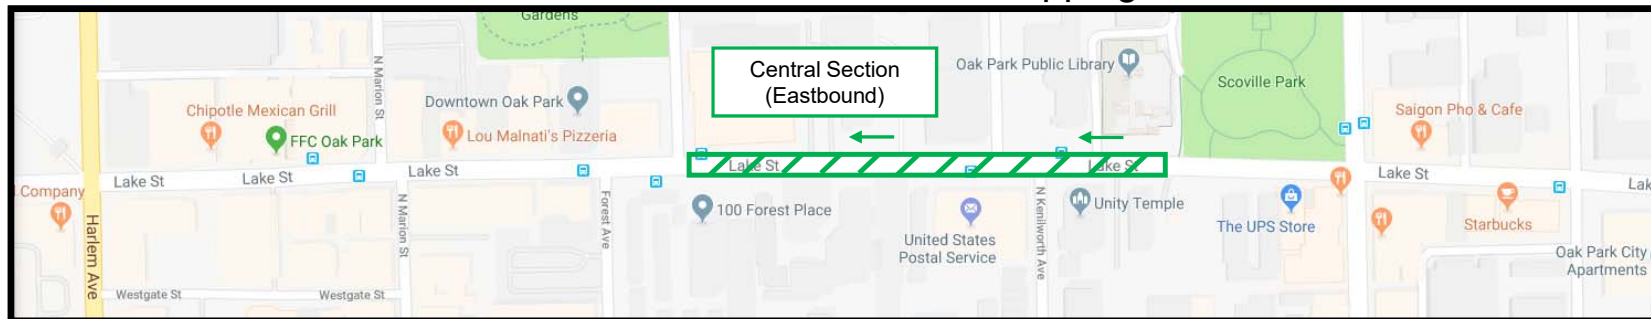 pping
Gardens
N Marion St
Central Section
(Eastbound)
Oak Park Public Library
Scoville Park
Chipotle Mexican Grill
Downtown Oak Park
Saigon Pho & Cafe
FFC Oak Park
Lou Malnati's Pizzeria
Lake St
Lake St
Lake St
Lake St
Lake St
Lake St
Lak
Company
Harlem Ave
N Marion St
Forest Ave
100 Forest Place
United States
Postal Service
N Kenilworth Ave
Unity Temple
The UPS Store
Starbucks
Oak Park City
Apartments
Westgate St
Westgate St